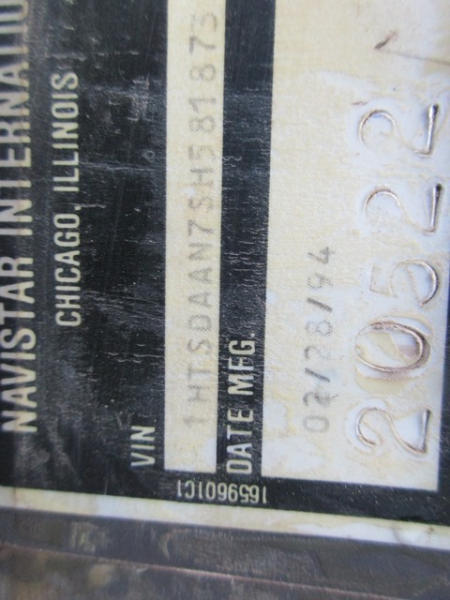 NAVISTAR INTERNATIO
CHICAGO, ILLINOIS
VIN
1HTSDAAN7SH581873
DATE MFG.
02/28/94
20522
1659601C1